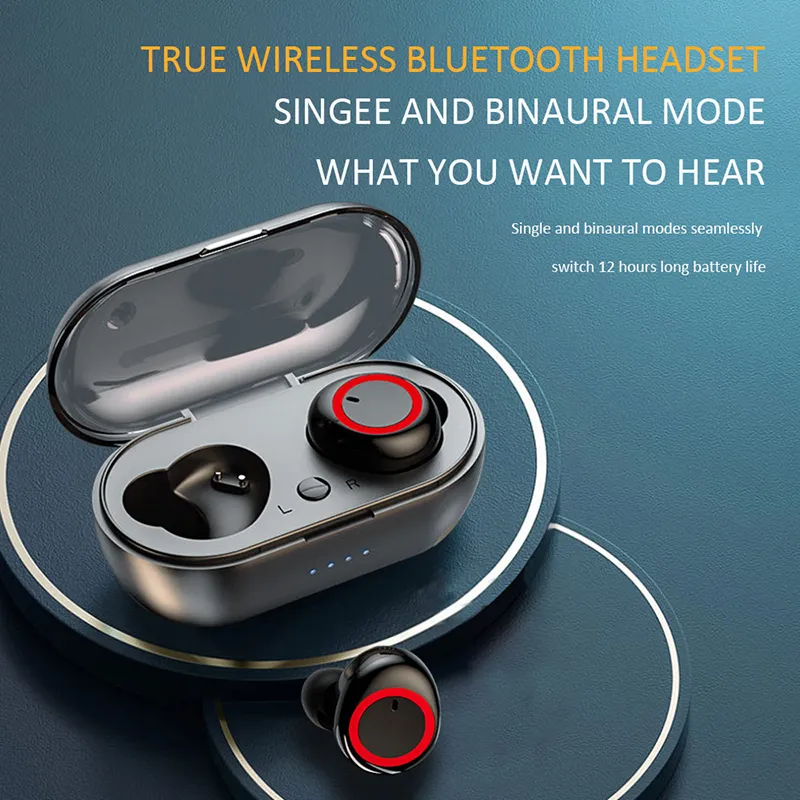 TRUE WIRELESS BLUETOOTH HEADSET
SINGEE AND BINAURAL MODE
WHAT YOU WANT TO HEAR
Single and binaural modes seamlessly
switch 12 hours long battery life
L R